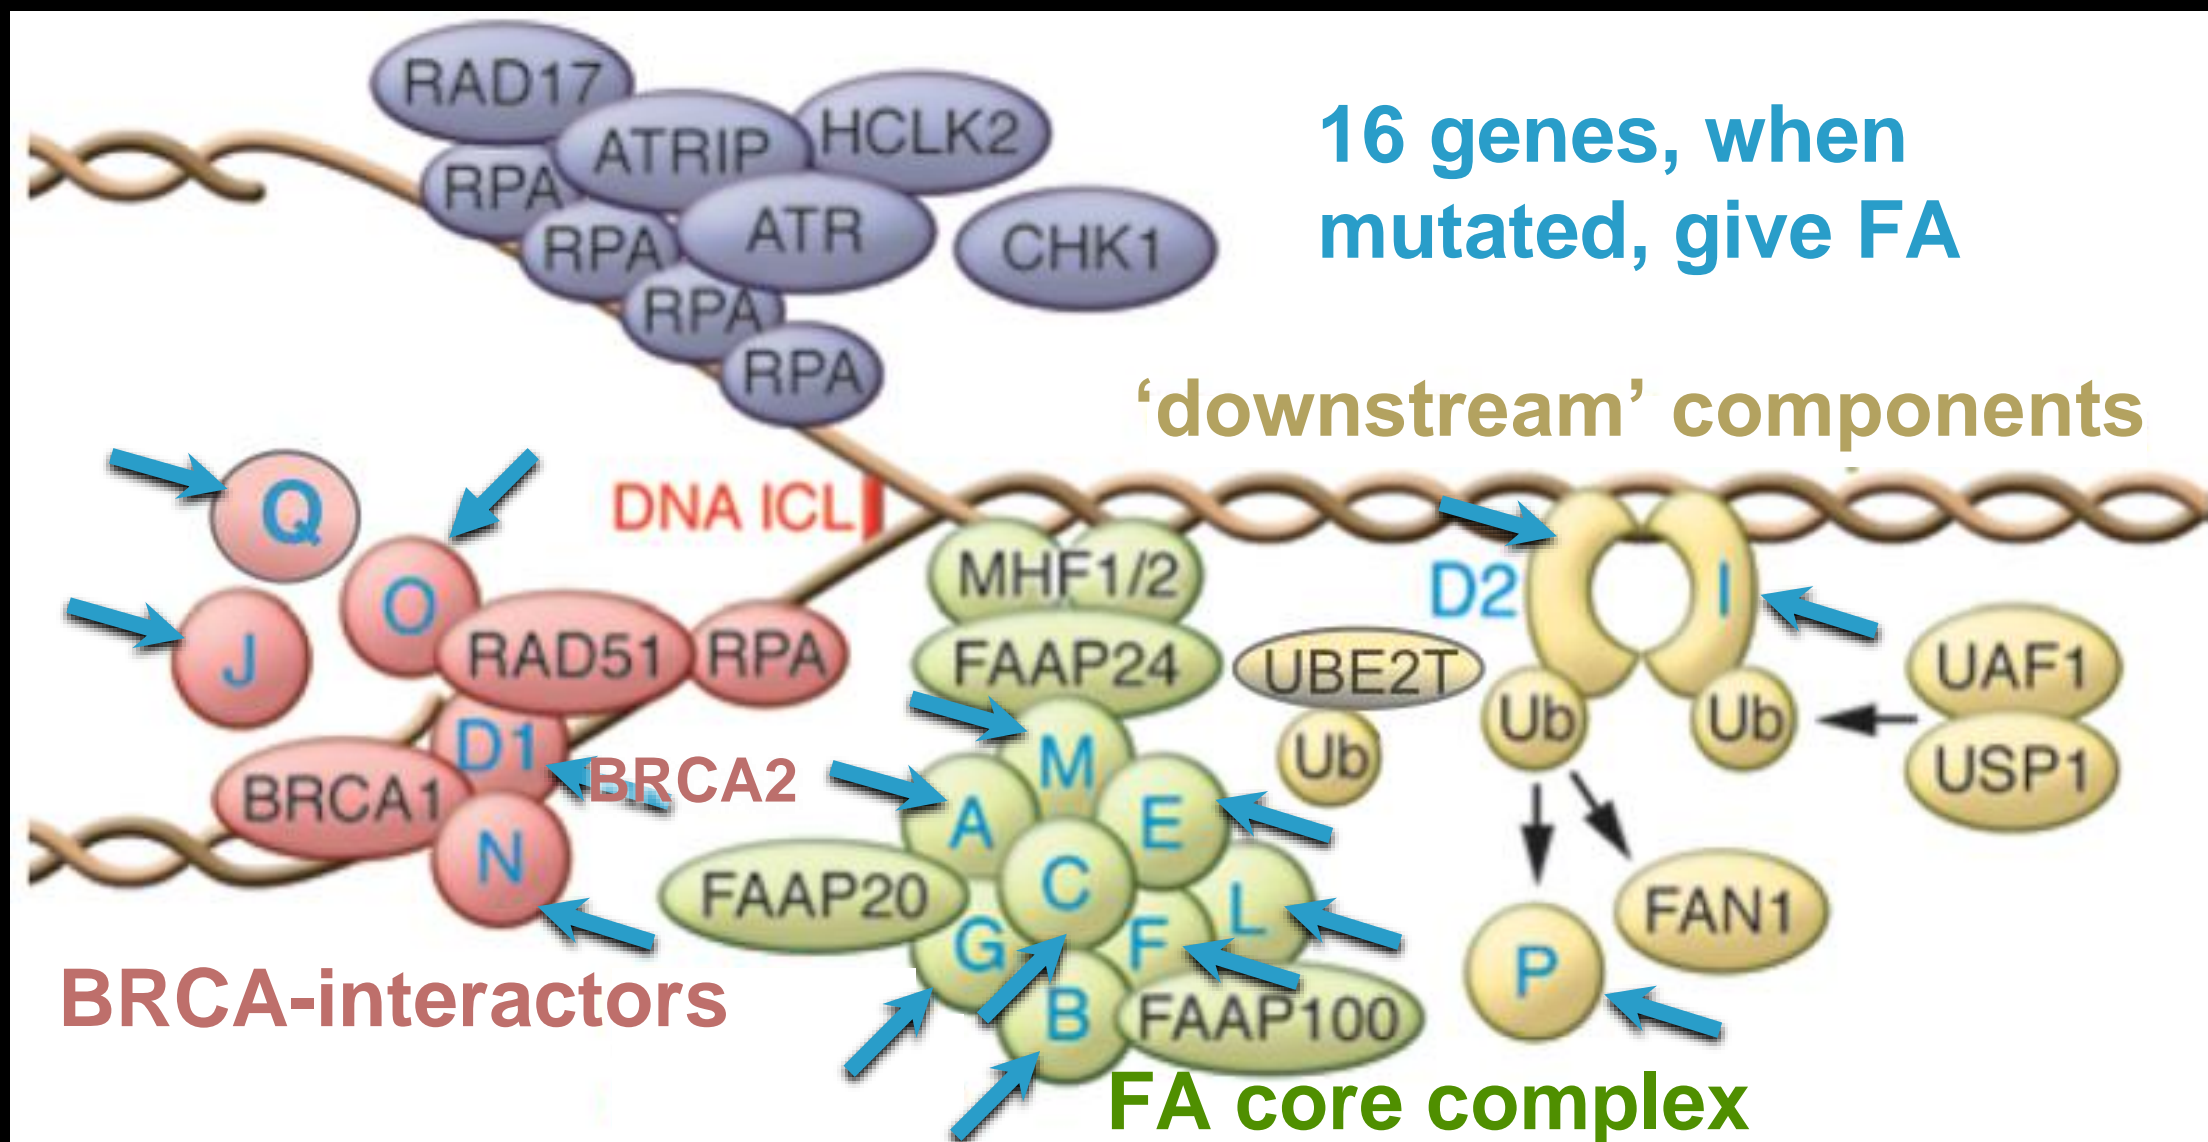 RAD17
ATRIP
HCLK2
RPA
ATR
RPA
CHK1
RPA
RPA
16 genes, when
mutated, give FA
‘downstream’ components
Q
O
J
DNA ICL
RAD51
RPA
D1
BRCA2
BRCA1
N
BRCA-interactors
MHF1/2
FAAP24
M
A
E
C
FAAP20
G
F
L
B
FAAP100
FA core complex
UBE2T
Ub
D2
I
Ub
Ub
UAF1
USP1
FAN1
P